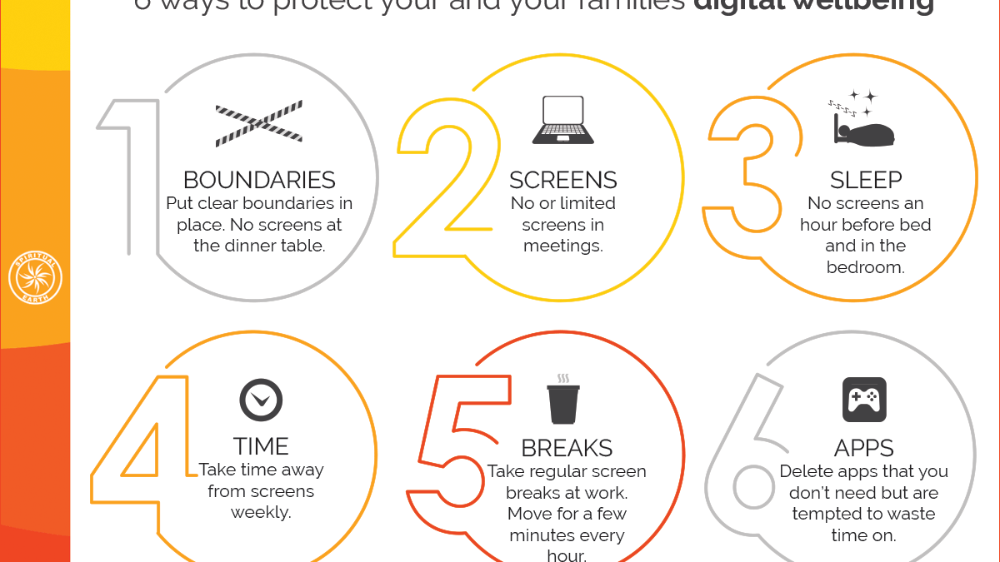 6 ways to protect your and your families digital wellbeing
1
BOUNDARIES
Put clear boundaries in
place. No screens at
the dinner table.
2
SCREENS
No or limited
screens in
meetings.
3
SLEEP
No screens an
hour before bed
and in the
bedroom.
SPIRITUAL
EARTH
4
TIME
Take time away
from screens
weekly.
5
BREAKS
Take regular screen
breaks at work.
Move for a few
minutes every
hour.
6
APPS
Delete apps that you
don't need but are
tempted to waste
time on.